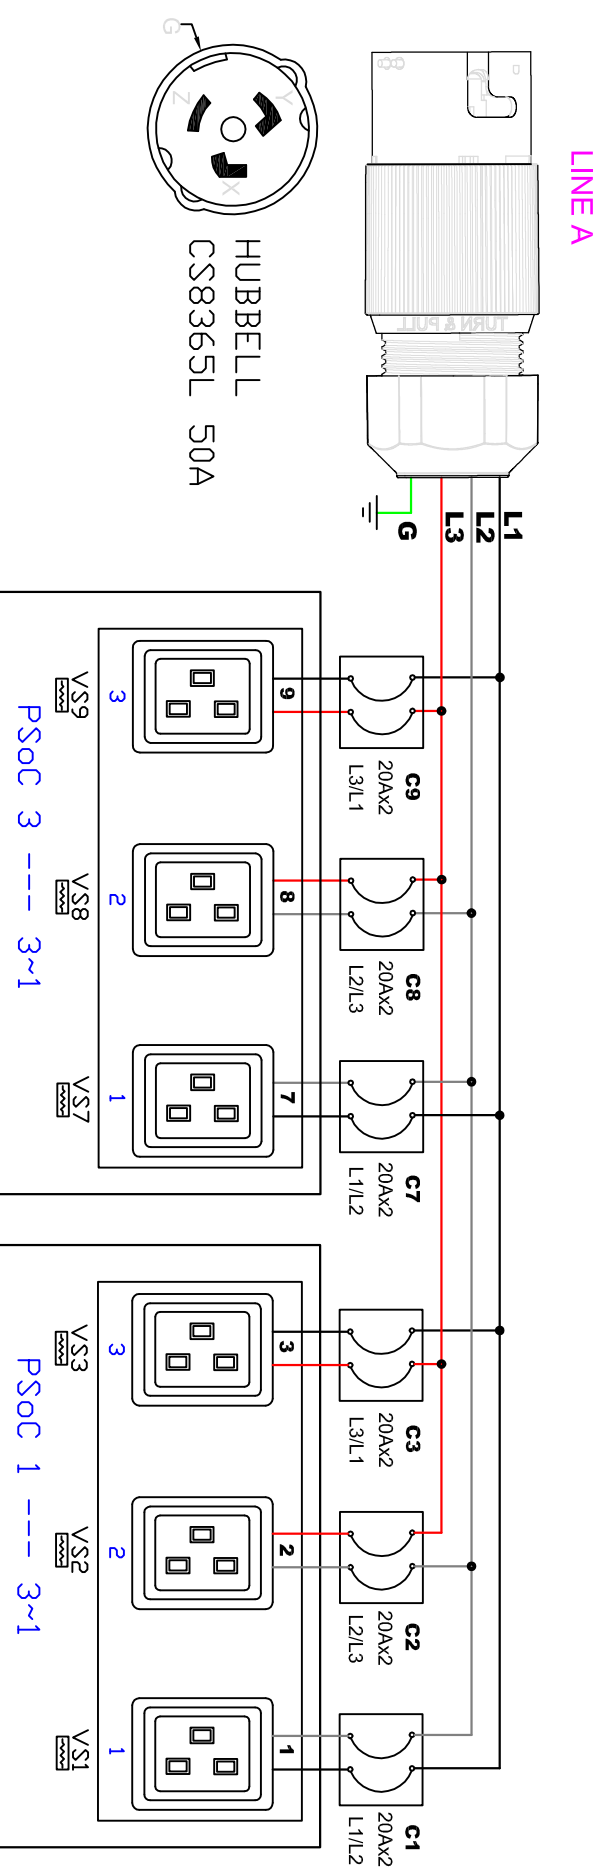 LINE A
8
P
TURN & PULL
G
Z
Y
X
HUBBELL
CS8365L 50A
L1
L2
L3
G
C9
20Ax2
L3/L1
9
3
VS9
C8
20Ax2
L2/L3
8
2
VS8
C7
20Ax2
L1/L2
7
1
VS7
PSoC 3 --- 3~1
C3
20Ax2
L3/L1
3
3
VS3
C2
20Ax2
L2/L3
2
2
VS2
C1
20Ax2
L1/L2
1
1
VS1
PSoC 1 --- 3~1